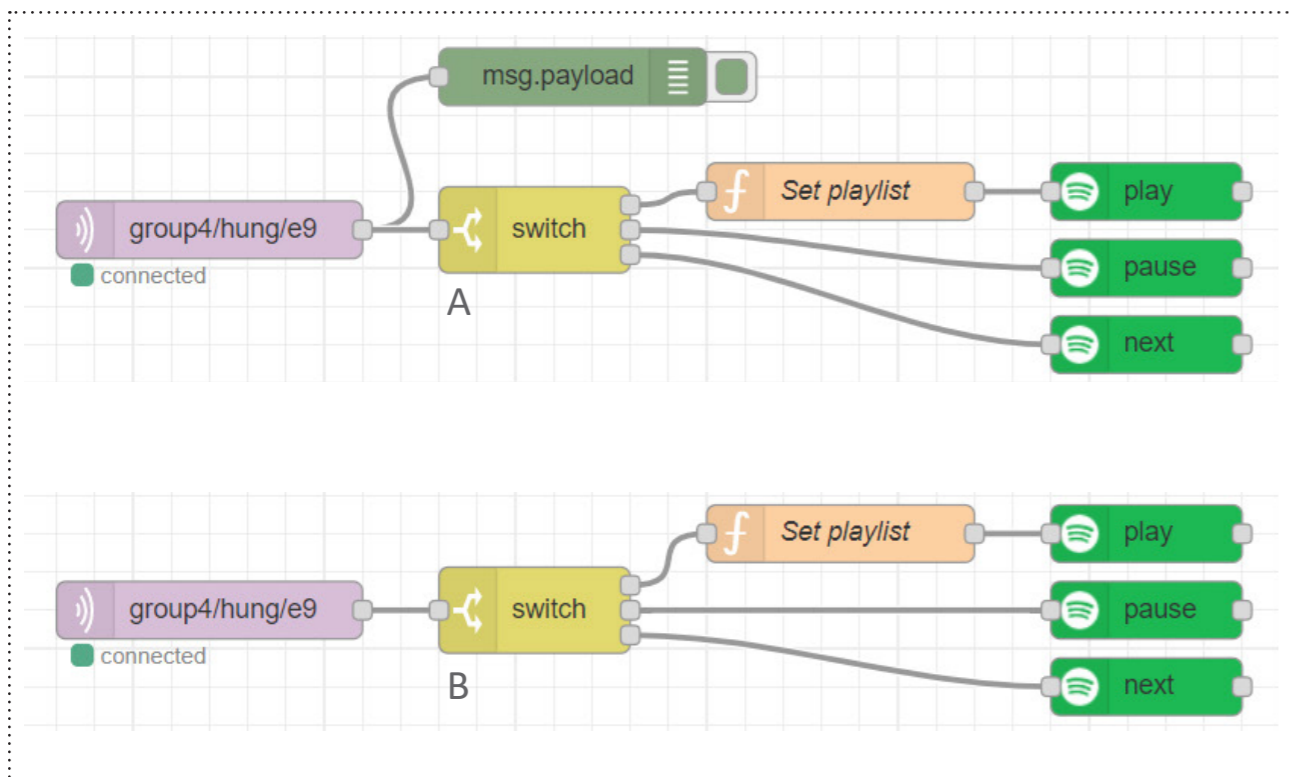 msg.payload
Set playlist
play
group4/hung/e9
switch
pause
connected
A
next
Set playlist
play
group4/hung/e9
switch
pause
connected
B
next